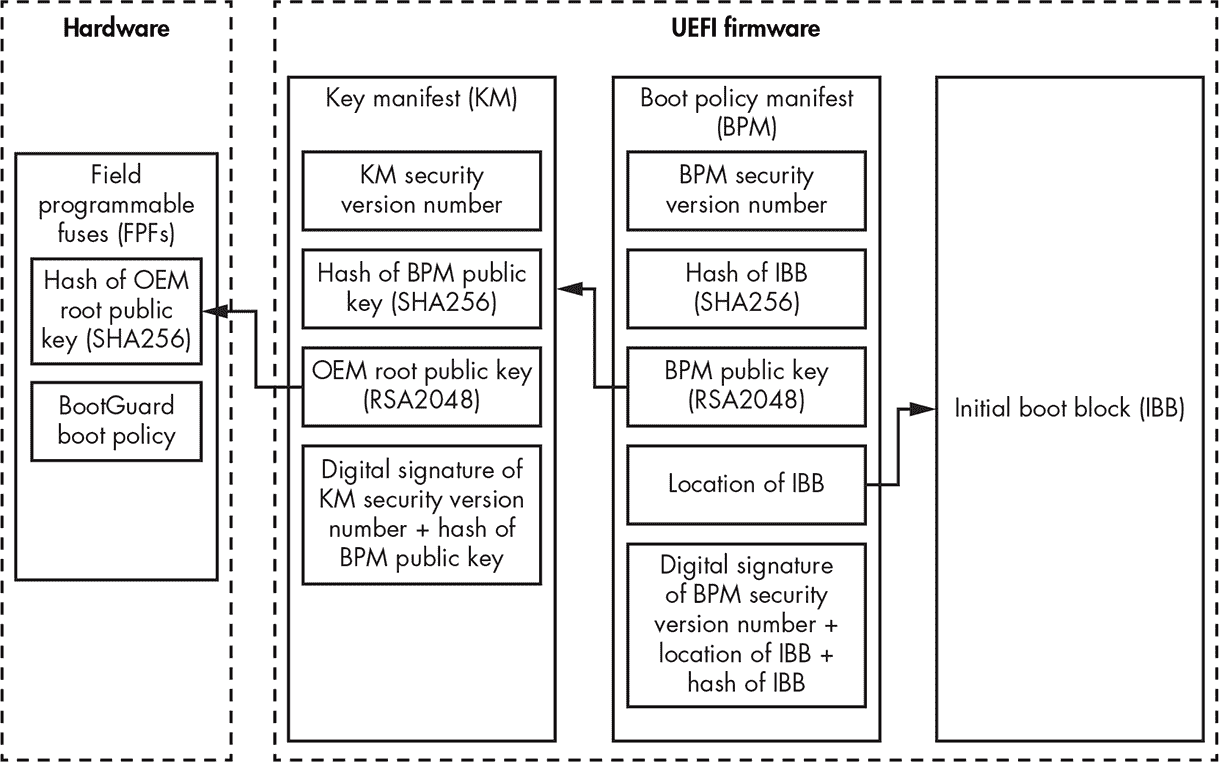 Hardware
Field
programmable
fuses (FPFs)
Hash of OEM
root public
key (SHA256)
BootGuard
boot policy
UEFI firmware
Key manifest (KM)
KM security
version number
Hash of BPM public
key (SHA256)
OEM root public key
(RSA2048)
Digital signature of
KM security version
number + hash of
BPM public key
Boot policy manifest
(BPM)
BPM security
version number
Hash of IBB
(SHA256)
BPM public key
(RSA2048)
Location of IBB
Digital signature
of BPM security
version number +
location of IBB +
hash of IBB
Initial boot block (IBB)